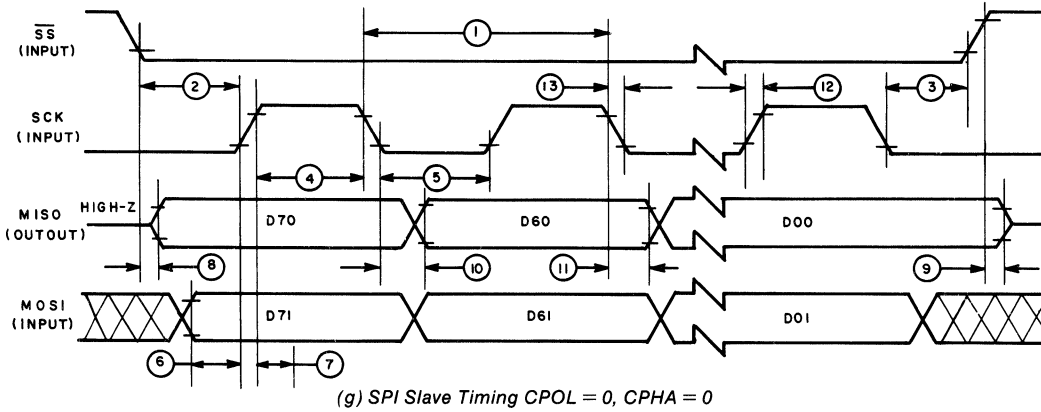 SS
(INPUT)
1
2
13
12
3
SCK
(INPUT)
4
5
MISO
(OUTOUT)
HIGH-Z
D70
D60
D00
8
10
11
9
MOSI
(INPUT)
D71
D61
D01
6
7
(g) SPI Slave Timing CPOL = 0, CPHA = 0